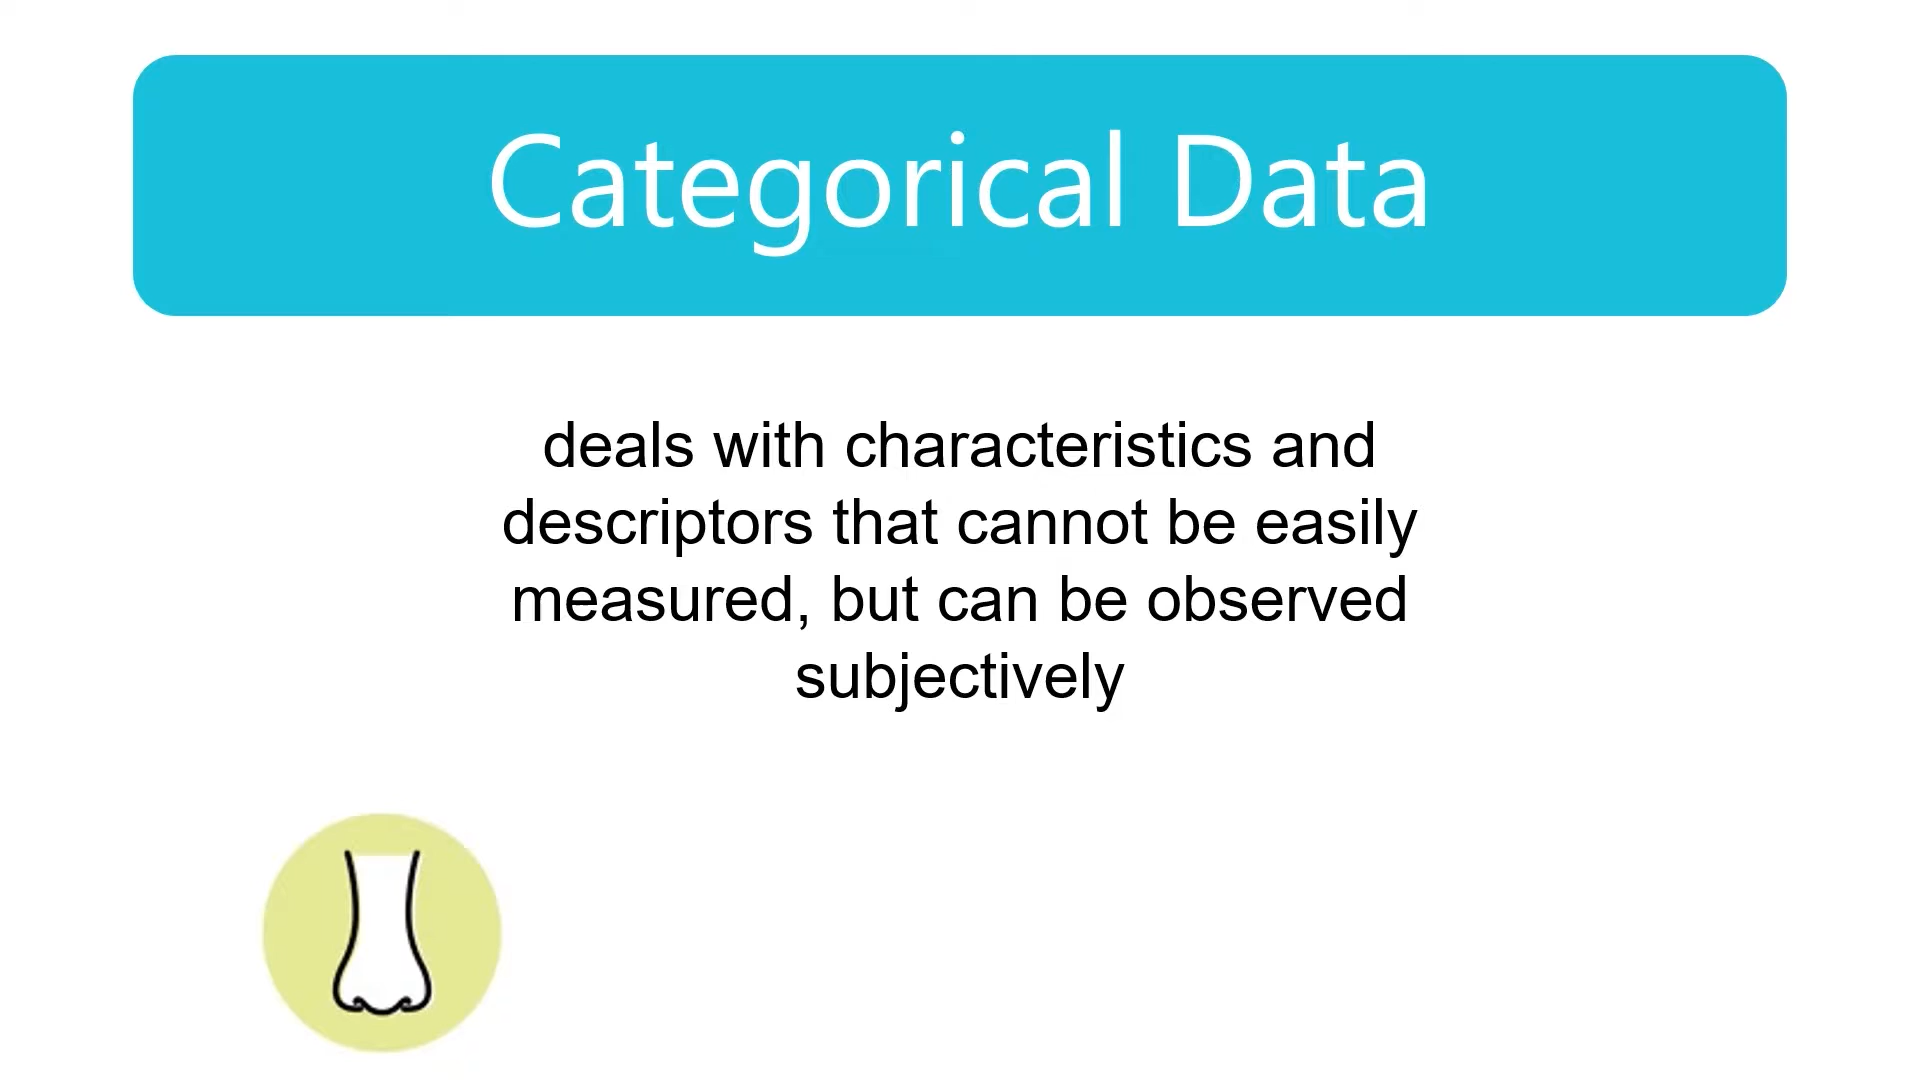 Categorical Data
deals with characteristics and
descriptors that cannot be easily
measured, but can be observed
subjectively